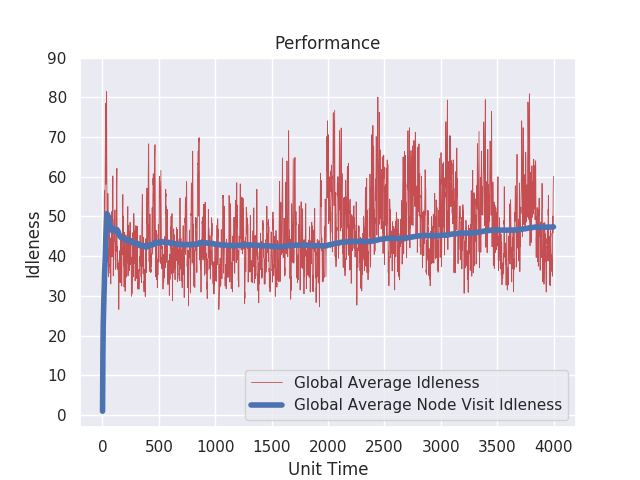 Performance
90
80
70
60
50
40
30
20
10
0
Idleness
Global Average Idleness
Global Average Node Visit Idleness
0 500 1000 1500 2000 2500 3000 3500 4000
Unit Time